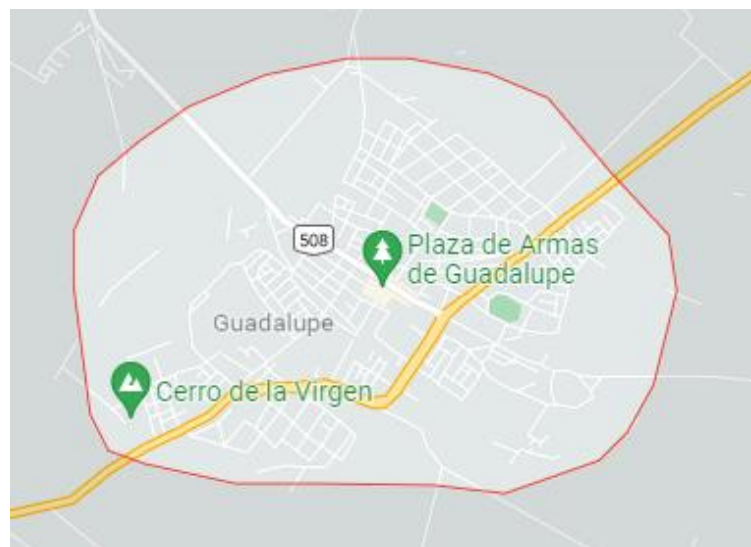 508
Plaza de Armas
de Guadalupe
Guadalupe
Cerro de la Virgen